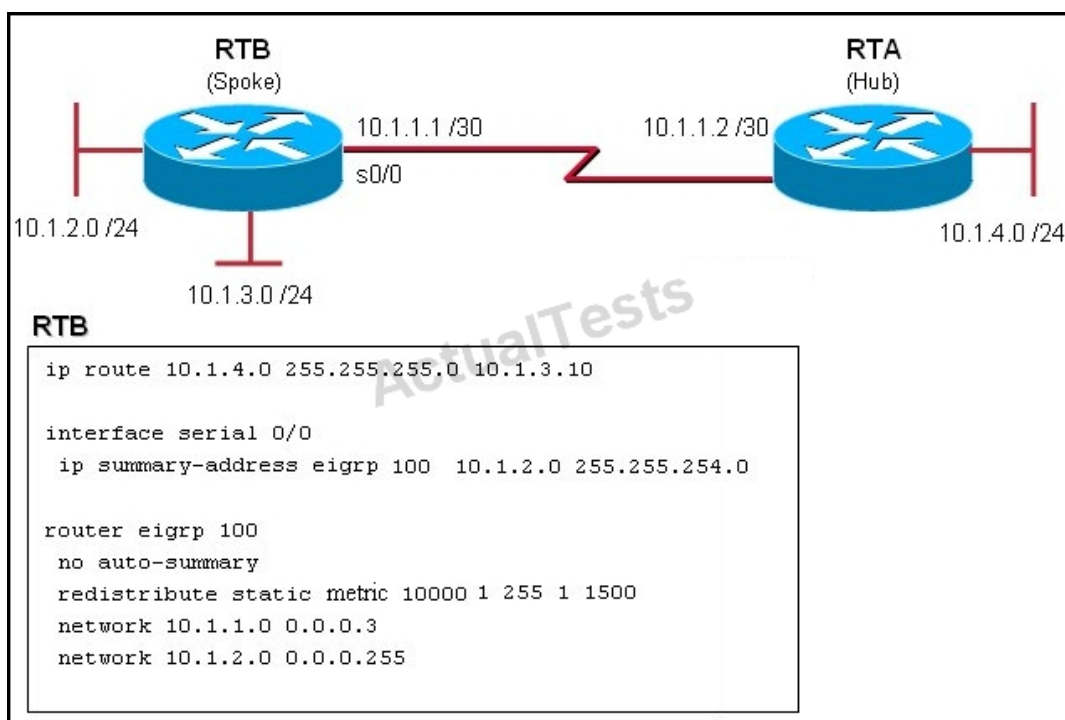 RTB
(Spoke)
RTA
(Hub)
10.1.1.1 /30
10.1.1.2 /30
s0/0
10.1.2.0 /24
10.1.4.0 /24
10.1.3.0 /24
ActualTests
RTB
ip route 10.1.4.0 255.255.255.0 10.1.3.10
interface serial 0/0
ip summary-address eigrp 100 10.1.2.0 255.255.254.0
router eigrp 100
no auto-summary
redistribute static metric 10000 1 255 1 1500
network 10.1.1.0 0.0.0.3
network 10.1.2.0 0.0.0.255